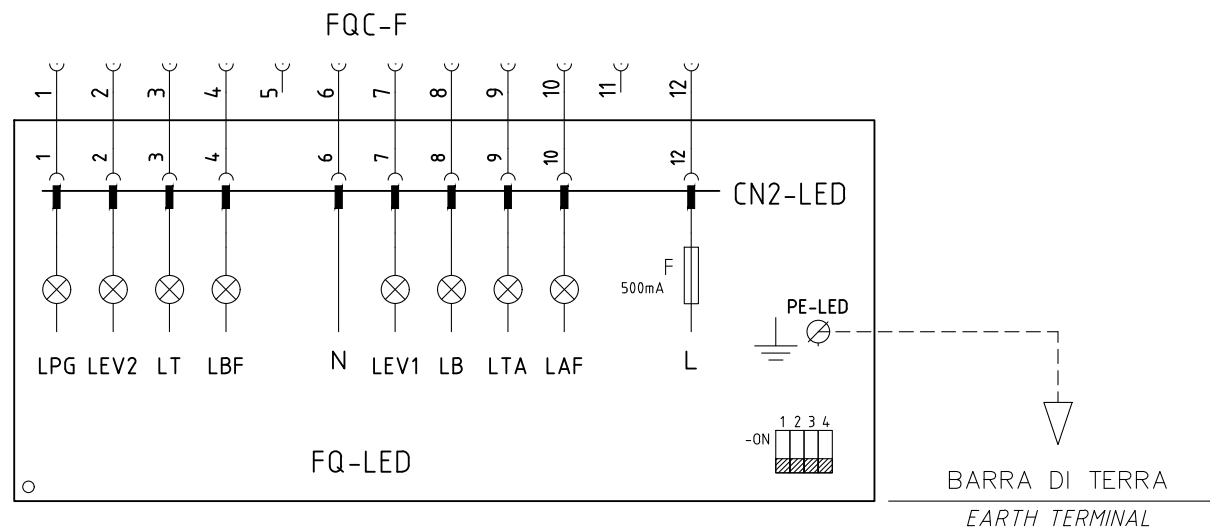 FQC-F
1 2 3 4 5 6 7 8 9 10 11 12
1 2 3 4 6 7 8 9 10 12
CN2-LED
F
500mA
PE-LED
LPG LEV2 LT LBF N LEV1 LB LTA LAF L
1 2 3 4
-ON
FQ-LED
BARRA DI TERRA
EARTH TERMINAL